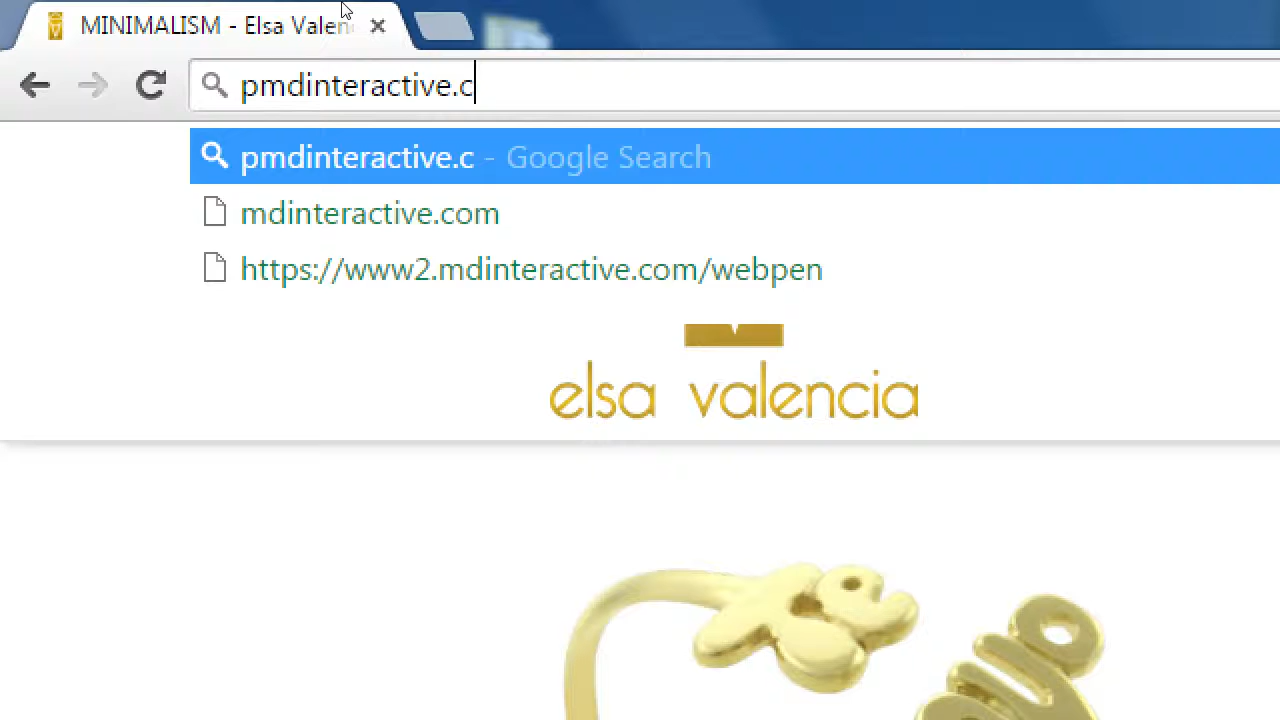 MINIMALISM - Elsa Valen
pmdinteractive.c
pmdinteractive.c - Google Search
mdinteractive.com
https://www2.mdinteractive.com/webpen
elsa valencia